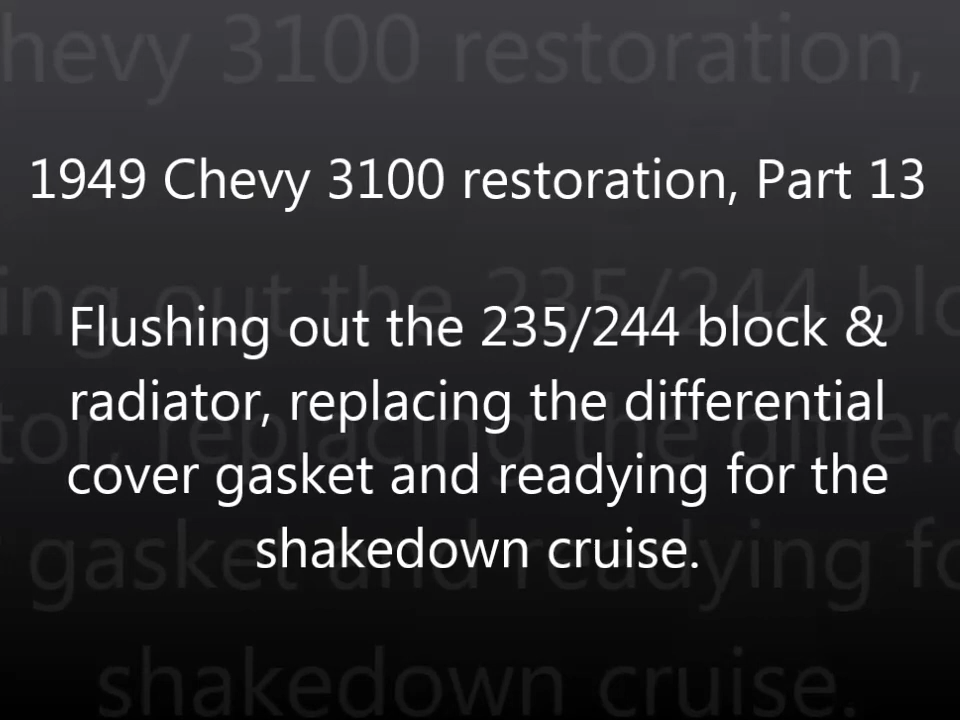 1949 Chevy 3100 restoration, Part 13
Flushing out the 235/244 block &
radiator, replacing the differential
cover gasket and readying for the
shakedown cruise.